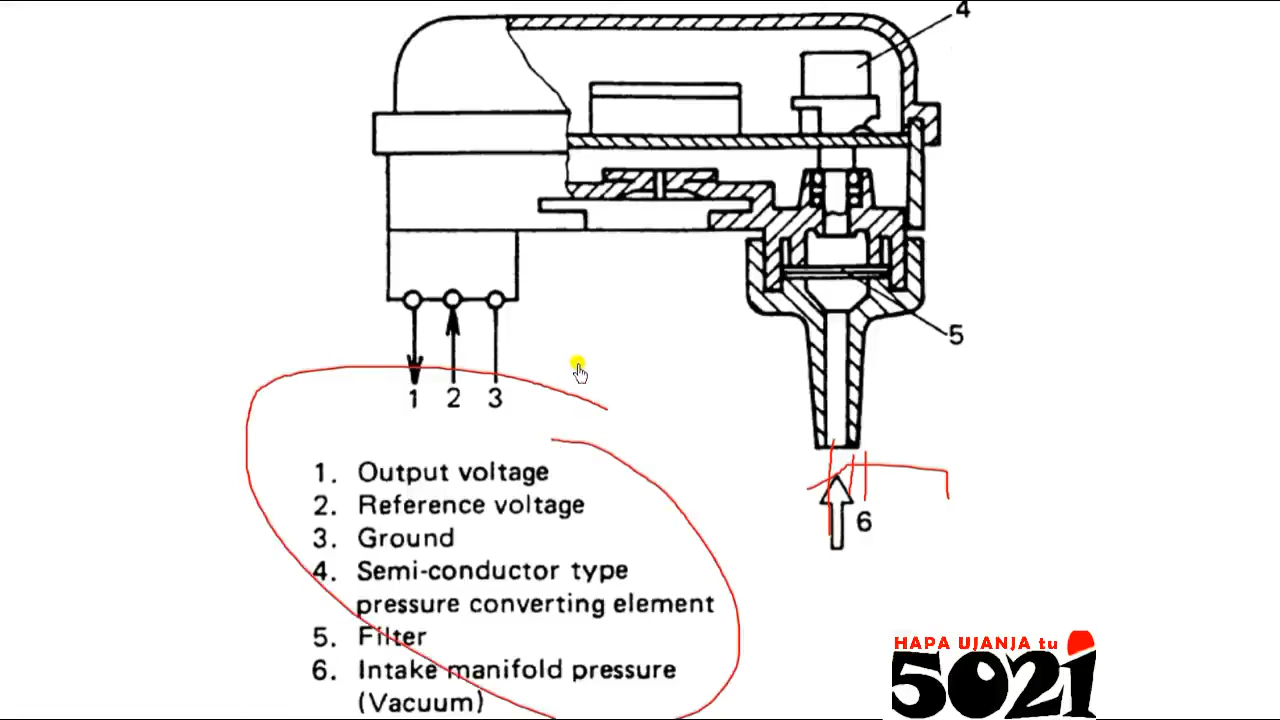 4
5
1 2 3
6
1. Output voltage
2. Reference voltage
3. Ground
4. Semi-conductor type
pressure converting element
5. Filter
6. Intake manifold pressure
(Vacuum)
HAPA UJANJA tu
5021